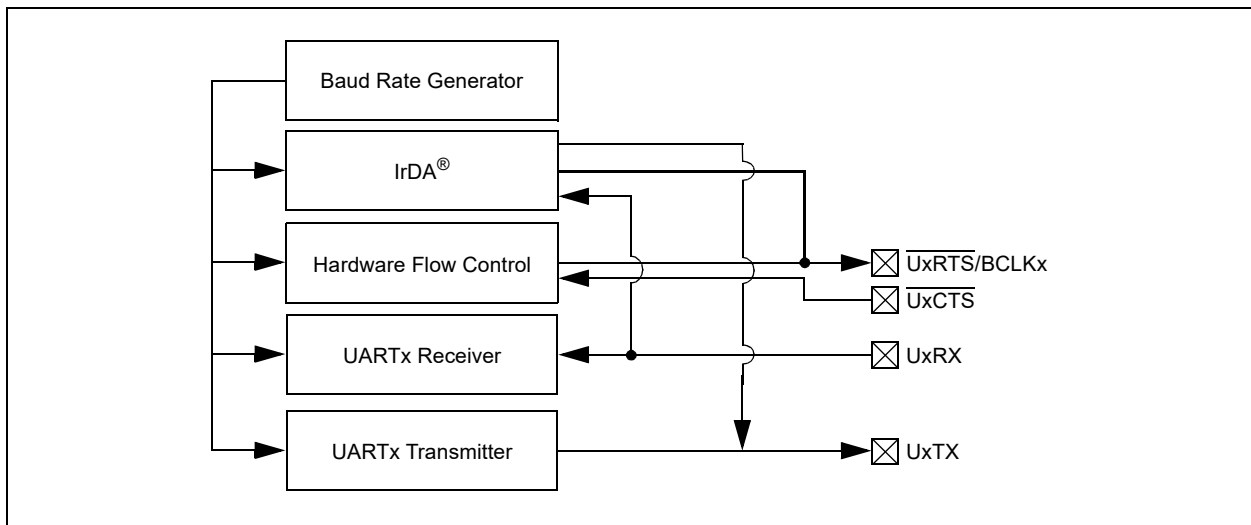 Baud Rate Generator
IrDA®
Hardware Flow Control
UxRTS/BCLKx
UxCTS
UARTx Receiver
UxRX
UARTx Transmitter
UxTX